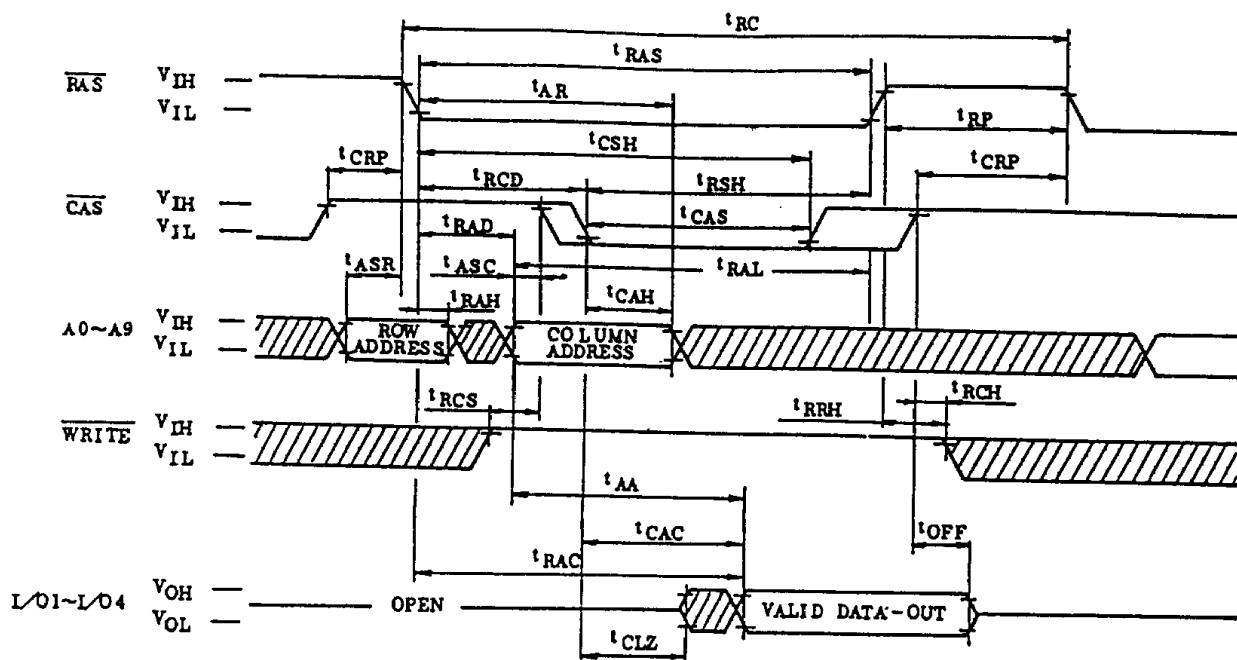 tRC
tRAS
RAS VIH
VIL
tAR
tRP
tCSH
tCRP
tCRP
tRCD
tRSH
CAS VIH
VIL
tCAS
tRAD
tASR
tASC
tRAL
tRAH
tCAH
A0~A9 VIH
VIL
ROW ADDRESS
COLUMN ADDRESS
tRCS
tRRH
tRCH
WRITE VIH
VIL
tAA
tCAC
tOFF
tRAC
I/O1~I/O4 VOH
VOL
OPEN
VALID DATA-OUT
tCLZ